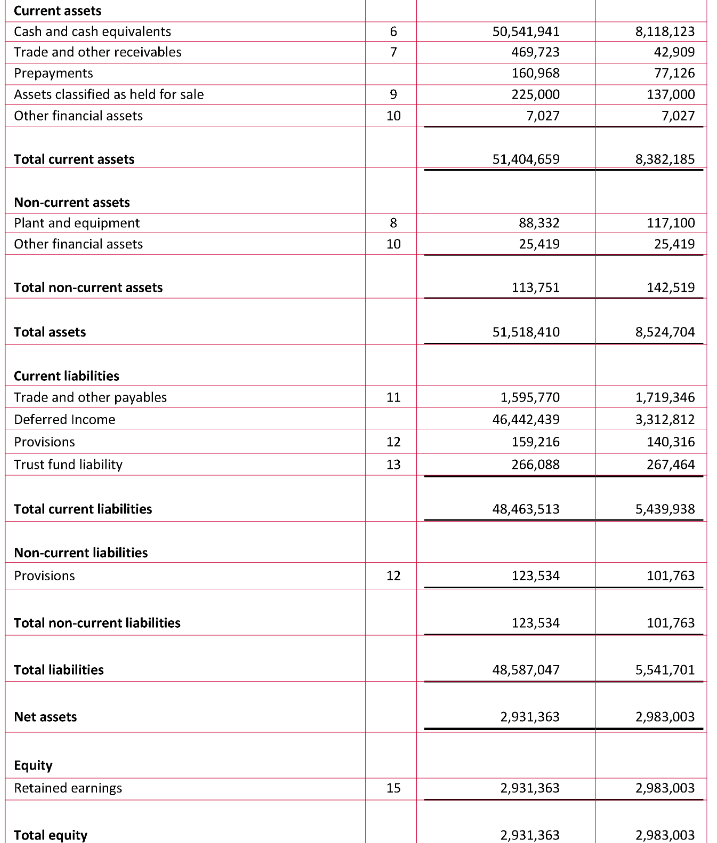 Current assets
Cash and cash equivalents 6 50,541,941 8,118,123
Trade and other receivables 7 469,723 42,909
Prepayments 160,968 77,126
Assets classified as held for sale 9 225,000 137,000
Other financial assets 10 7,027 7,027
Total current assets 51,404,659 8,382,185
Non-current assets
Plant and equipment 8 88,332 117,100
Other financial assets 10 25,419 25,419
Total non-current assets 113,751 142,519
Total assets 51,518,410 8,524,704
Current liabilities
Trade and other payables 11 1,595,770 1,719,346
Deferred Income 46,442,439 3,312,812
Provisions 12 159,216 140,316
Trust fund liability 13 266,088 267,464
Total current liabilities 48,463,513 5,439,938
Non-current liabilities
Provisions 12 123,534 101,763
Total non-current liabilities 123,534 101,763
Total liabilities 48,587,047 5,541,701
Net assets 2,931,363 2,983,003
Equity
Retained earnings 15 2,931,363 2,983,003
Total equity 2,931,363 2,983,003